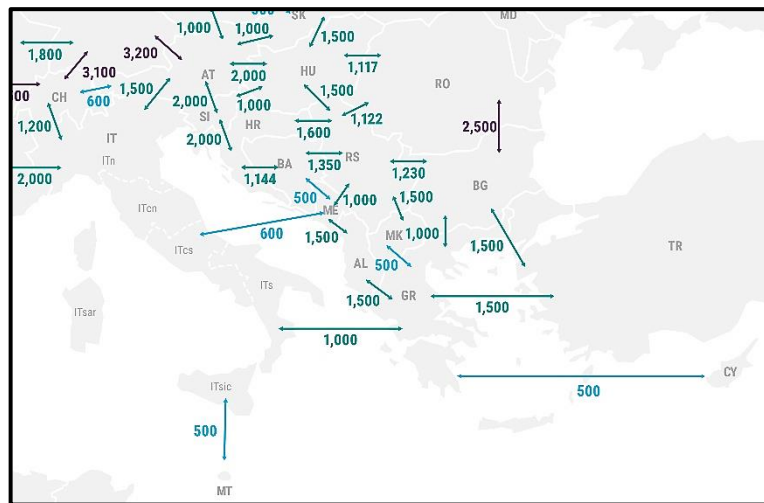 SK
MD
1,000
1,000
1,500
1,800
3,200
3,100
1,117
HU
RO
AT
2,000
CH
600
1,500
1,500
2,000
1,000
2,500
1,200
SI
HR
1,122
IT
2,000
1,600
ITn
BA
1,350
RS
2,000
1,144
1,230
BG
500
1,000
1,500
ITcn
ME
600
1,500
MK
1,000
1,500
TR
ITcs
AL
500
ITs
1,500
GR
1,500
ITsar
1,000
CY
ITsic
500
500
MT